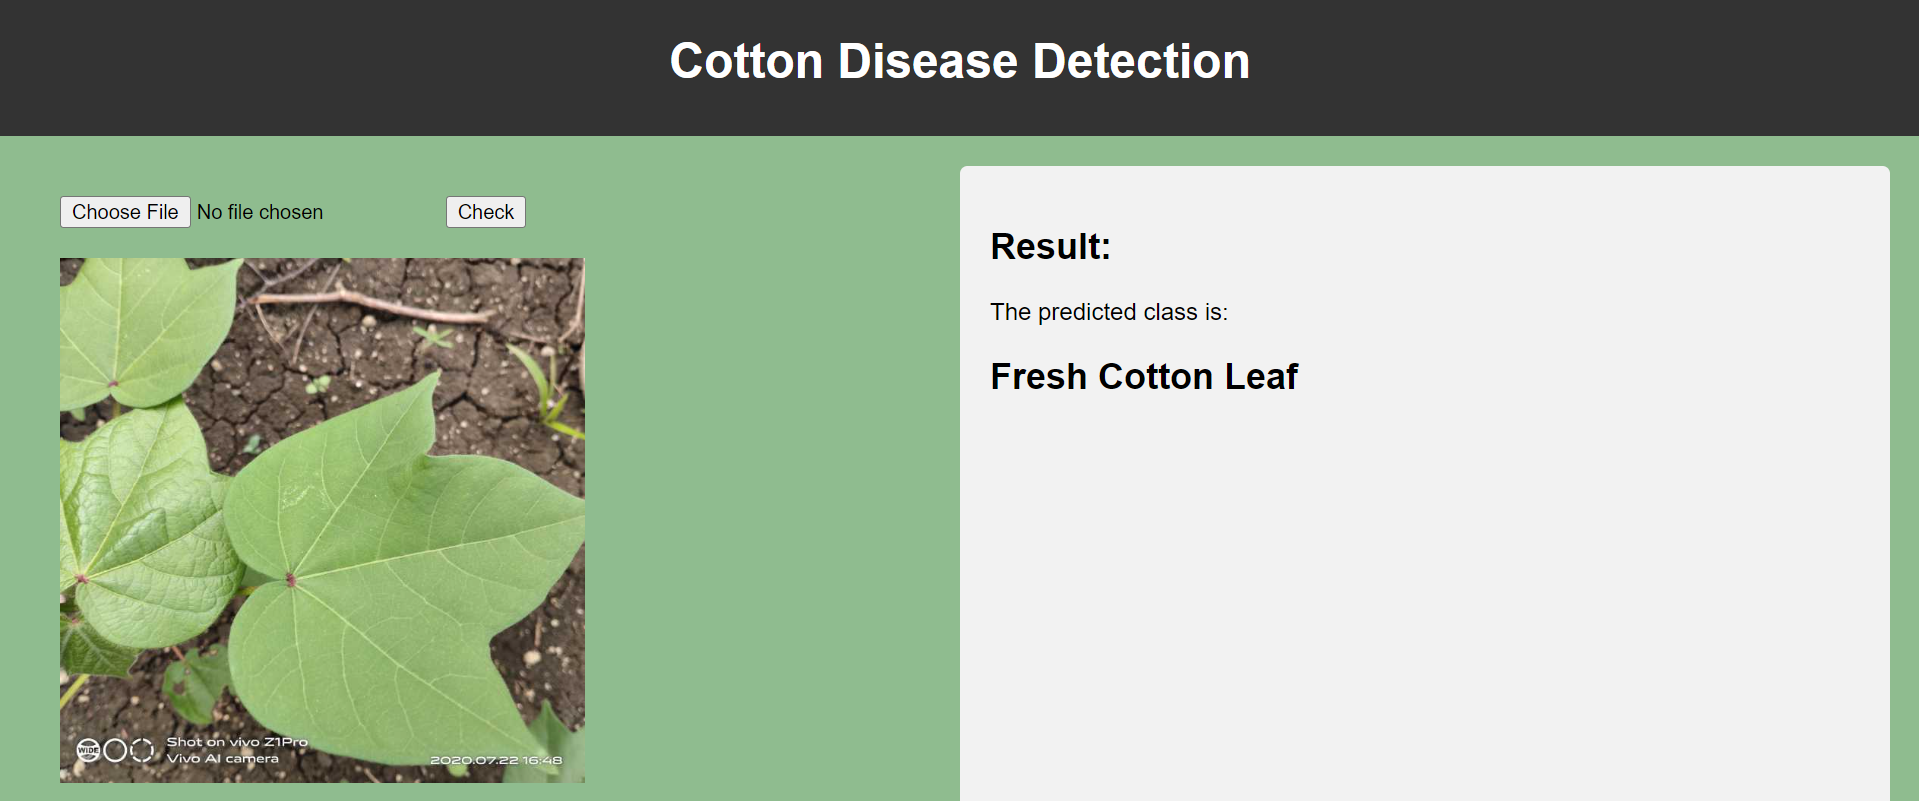 Cotton Disease Detection
Choose File No file chosen Check
Result:
The predicted class is:
Fresh Cotton Leaf
WIDE
Shot on vivo Z1Pro
Vivo AI camera
2020.07.22 16:48